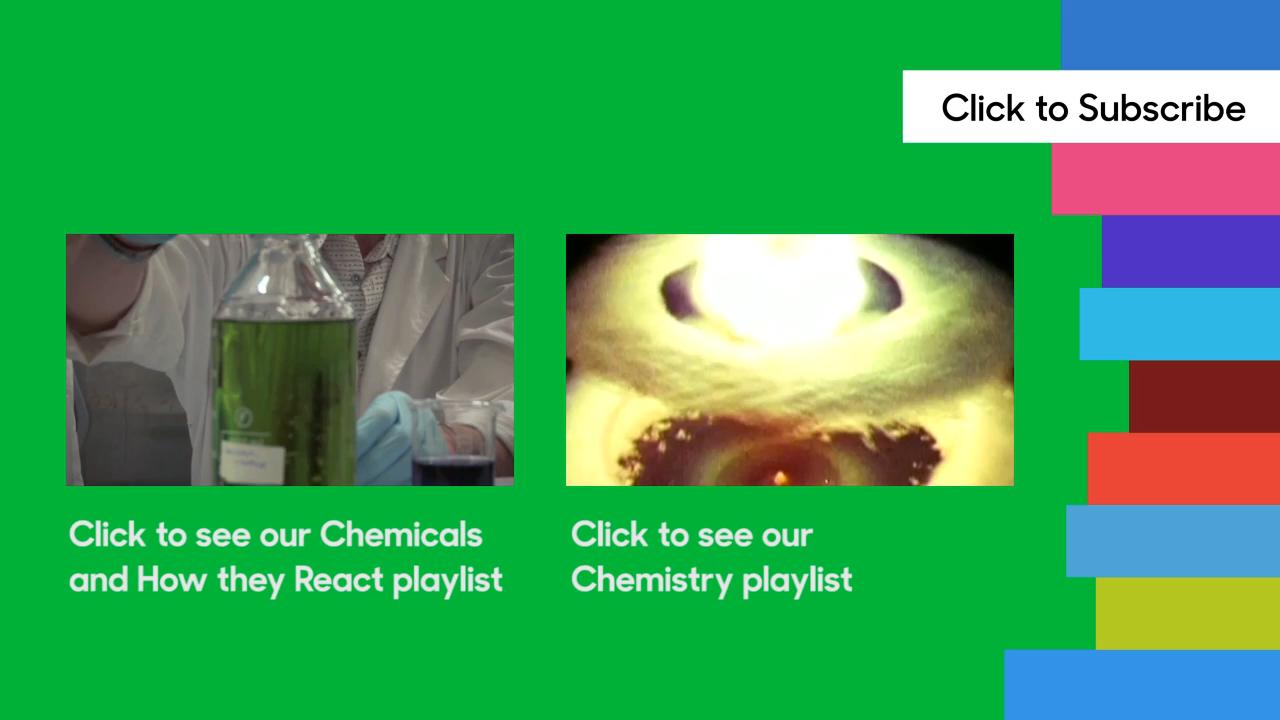 Click to Subscribe
Click to see our Chemicals
and How they React playlist
Click to see our
Chemistry playlist